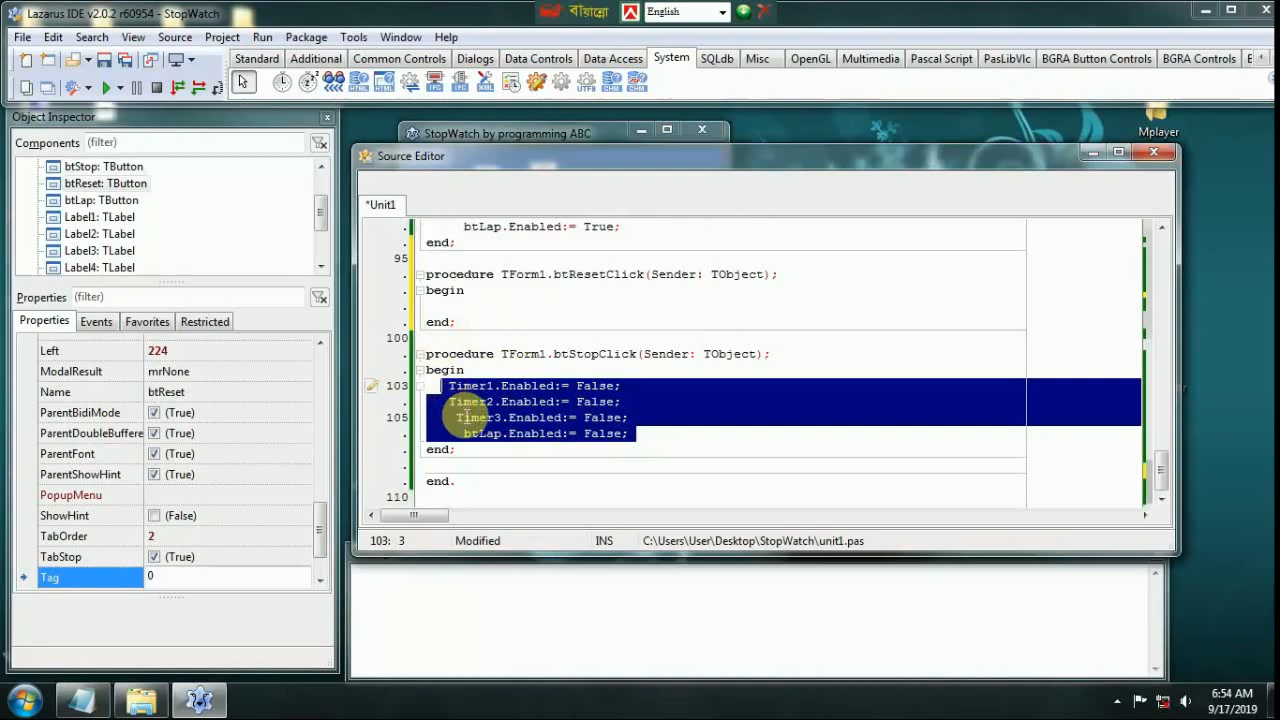 Lazarus IDE v2.0.2 r60954 - StopWatch
বায়ান্নো
English
File Edit Search View Source Project Run Package Tools Window Help
Standard Additional Common Controls Dialogs Data Controls Data Access System SQLdb Misc OpenGL Multimedia Pascal Script PasLibVlc BGRA Button Controls BGRA Controls
Object Inspector
Components (filter)
btStop: TButton
btReset: TButton
btLap: TButton
Label1: TLabel
Label2: TLabel
Label3: TLabel
Label4: TLabel
Properties (filter)
Properties Events Favorites Restricted
Left 224
ModalResult mrNone
Name btReset
ParentBidiMode (True)
ParentDoubleBuffere (True)
ParentFont (True)
ParentShowHint (True)
PopupMenu
ShowHint (False)
TabOrder 2
TabStop (True)
Tag 0
StopWatch by programming ABC
Mplayer
Source Editor
*Unit1
btLap.Enabled:= True;
end;
95
procedure TForm1.btResetClick(Sender: TObject);
begin
end;
100
procedure TForm1.btStopClick(Sender: TObject);
begin
103 Timer1.Enabled:= False;
Timer2.Enabled:= False;
105 Timer3.Enabled:= False;
btLap.Enabled:= False;
end;
end.
110
103: 3 Modified INS C:\Users\User\Desktop\StopWatch\unit1.pas
6:54 AM
9/17/2019